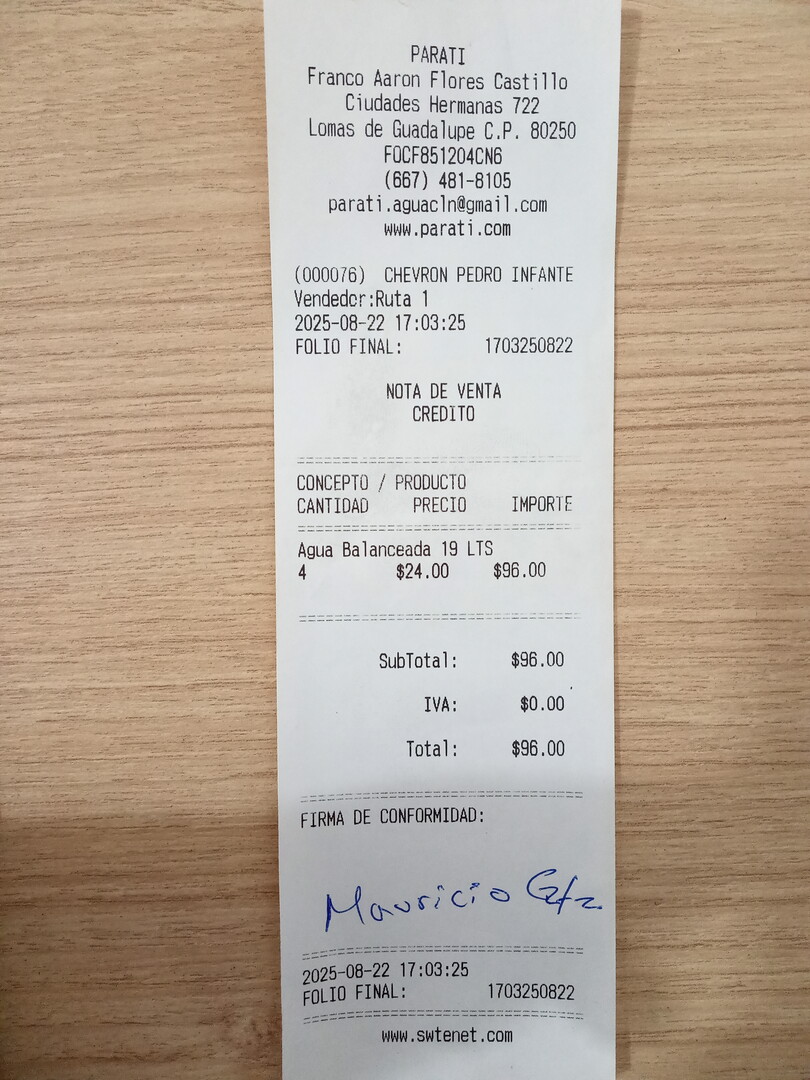 PARATI
Franco Aaron Flores Castillo
Ciudades Hermanas 722
Lomas de Guadalupe C.P. 80250
FOCF851204CN6
(667) 481-8105
parati.aguacln@gmail.com
www.parati.com
(000076) CHEVRON PEDRO INFANTE
Vendedor:Ruta 1
2025-08-22 17:03:25
FOLIO FINAL: 1703250822
NOTA DE VENTA
CREDITO
CONCEPTO / PRODUCTO
CANTIDAD PRECIO IMPORTE
Agua Balanceada 19 LTS
4 $24.00 $96.00
SubTotal: $96.00
IVA: $0.00
Total: $96.00
FIRMA DE CONFORMIDAD:
Mauricio
2025-08-22 17:03:25
FOLIO FINAL: 1703250822
www.swtenet.com